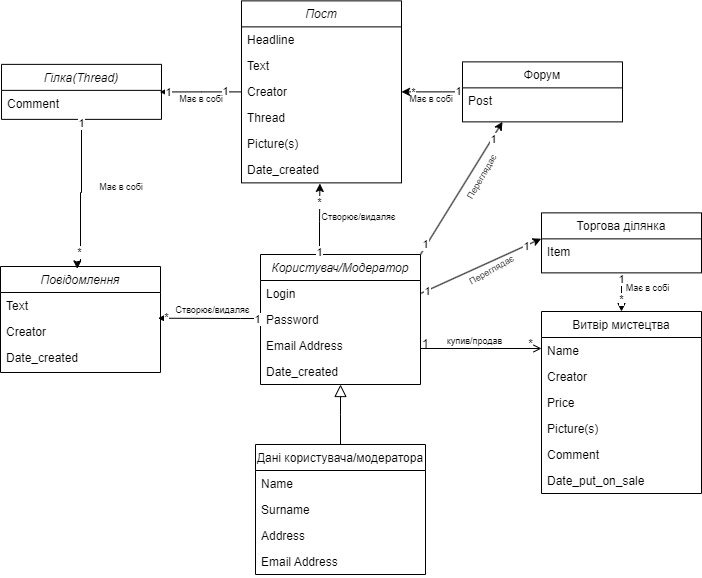 Пост
Headline
Text
Creator
Thread
Picture(s)
Date_created
Гілка(Thread)
Comment
1
Має в собі
1
Форум
Post
*
Має в собі
1
1
Має в собі
*
*
Створює/видаляє
1
1
Переглядає
1
Повідомлення
Text
Creator
Date_created
*
Створює/видаляє
1
Користувач/Модератор
Login
Password
Email Address
Date_created
1
Переглядає
1
Торгова ділянка
Item
1
Має в собі
*
1
купив/продав
*
Витвір мистецтва
Name
Creator
Price
Picture(s)
Comment
Date_put_on_sale
Дані користувача/модератора
Name
Surname
Address
Email Address